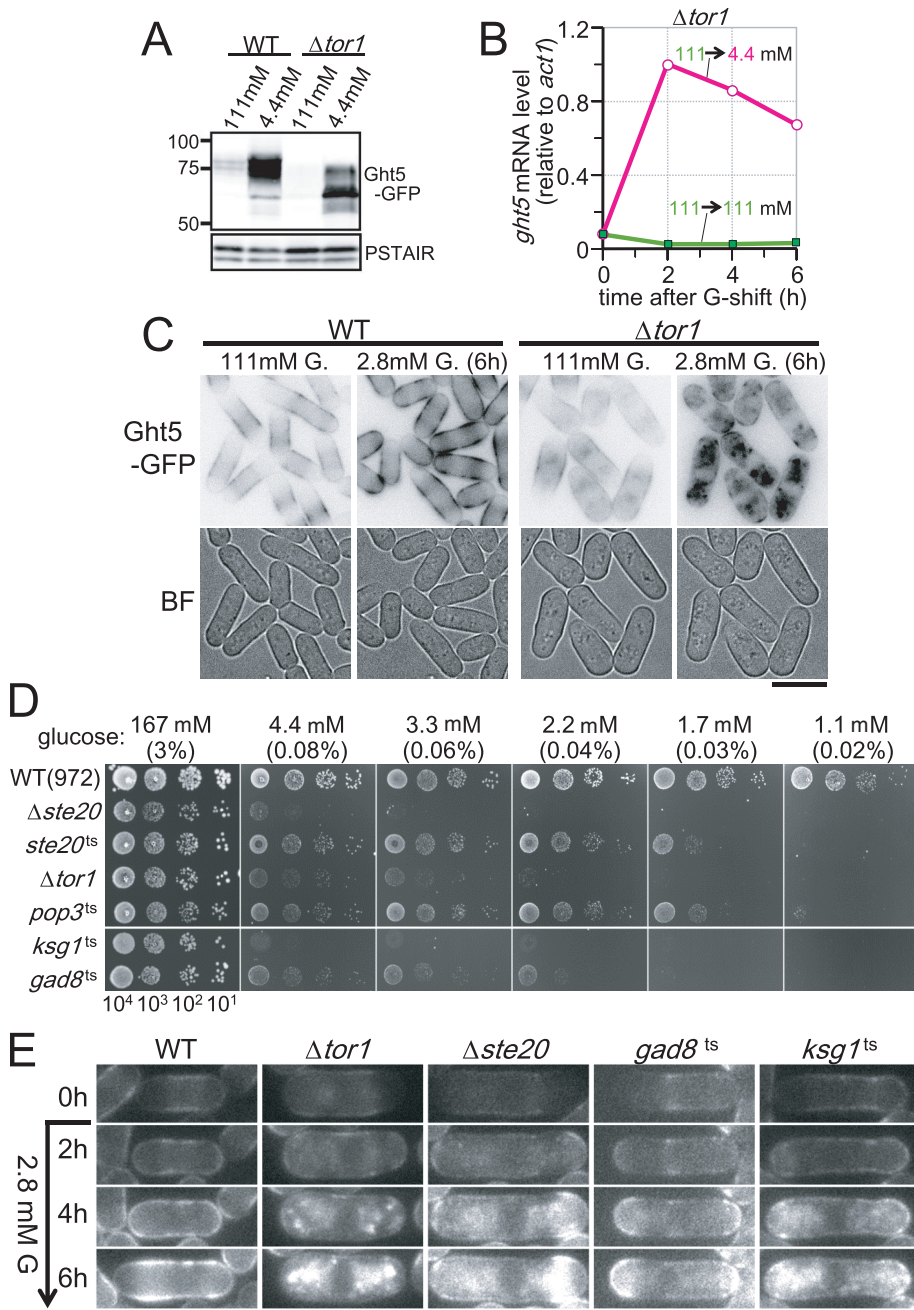 A
WT
Δtor1
111mM
4.4mM
111mM
4.4mM
100
75
50
Ght5
-GFP
PSTAIR
B
Δtor1
ght5 mRNA level
(relative to act1)
1.2
0.8
0.4
0
111→4.4 mM
111→111 mM
0 2 4 6
time after G-shift (h)
C
WT
Δtor1
111mM G.
2.8mM G. (6h)
111mM G.
2.8mM G. (6h)
Ght5
-GFP
BF
D
glucose:
167 mM
(3%)
4.4 mM
(0.08%)
3.3 mM
(0.06%)
2.2 mM
(0.04%)
1.7 mM
(0.03%)
1.1 mM
(0.02%)
WT(972)
Δste20
ste20ts
Δtor1
pop3ts
ksg1ts
gad8ts
10⁴ 10³ 10² 10¹
E
WT
Δtor1
Δste20
gad8 ts
ksg1ts
0h
2h
4h
6h
2.8 mM G